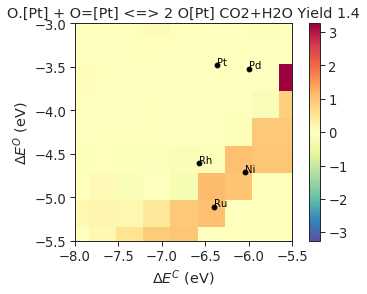 O.[Pt] + O=[Pt] <=> 2 O[Pt] CO2+H2O Yield 1.4
−3.0
−3.5
−4.0
−4.5
−5.0
−5.5
ΔE^O (eV)
Pt
Pd
Rh
Ni
Ru
−8.0 −7.5 −7.0 −6.5 −6.0 −5.5
ΔE^C (eV)
3
2
1
0
−1
−2
−3